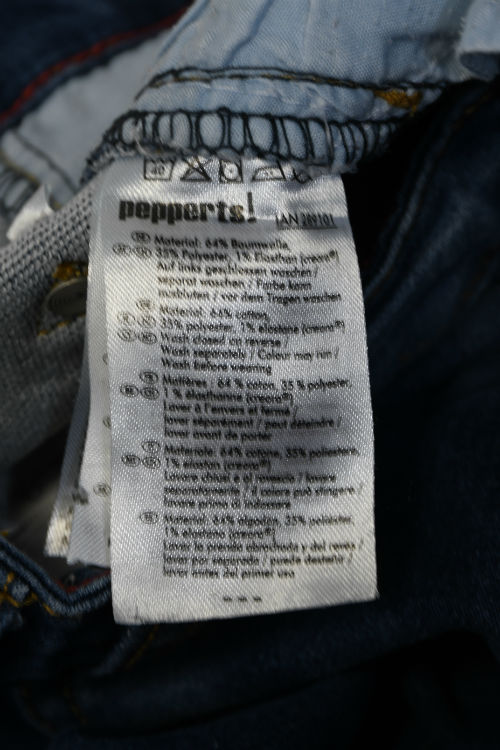 40
pepperts! IAN 289101
Material: 64% Baumwolle,
35% Polyester, 1% Elasthan (creora®)
Auf links geschlossen waschen /
separat waschen / Farbe kann
ausbluten / vor dem Tragen waschen
Material: 64% cotton,
35% polyester, 1% elastane (creora®)
Wash closed on reverse /
Wash separately / Colour may run /
Wash before wearing
Matières: 64 % coton, 35 % polyester,
1 % élasthanne (creora®)
Laver à l'envers et fermé /
laver séparément / peut déteindre /
laver avant de porter
Materiale: 64% cotone, 35% poliestere,
1% elastan (creora®)
Lavare chiusi e al rovescio / lavare
separatamente / il colore può stingere /
lavare prima di indossare
Material: 64% algodón, 35% poliéster,
1% elastano (creora®)
Lavar la prenda abrochada y del revés /
lavar por separado / puede desteñir /
lavar antes del primer uso